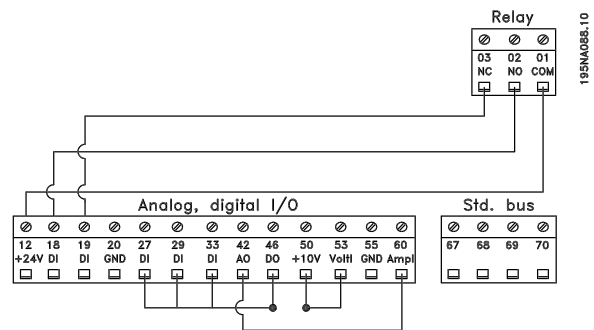 Relay
03 02 01
NC NO COM
195NA088.10
Analog, digital I/O
12 18 19 20 27 29 33 42 46 50 53 55 60
+24V DI DI GND DI DI DI AO DO +10V VoltI GND AmpI
Std. bus
67 68 69 70